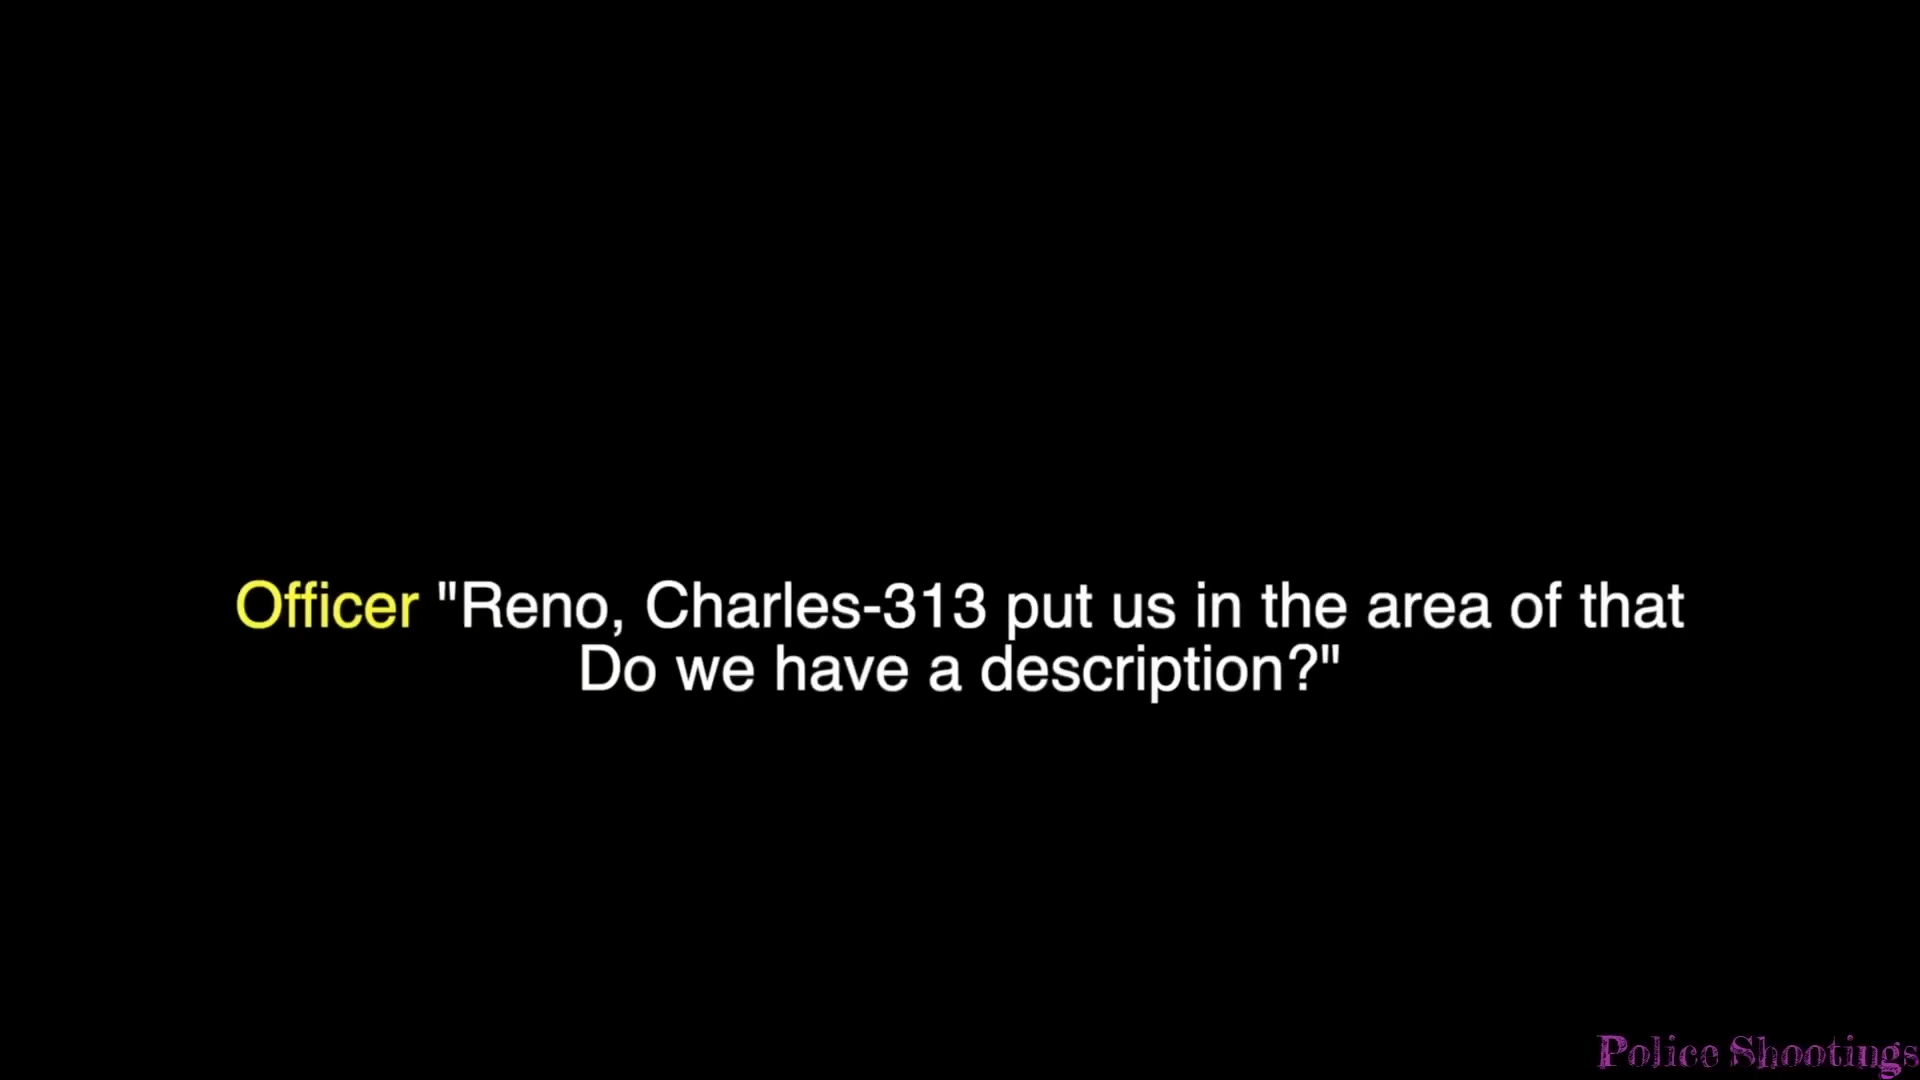 Officer "Reno, Charles-313 put us in the area of that
Do we have a description?"
Police Shootings